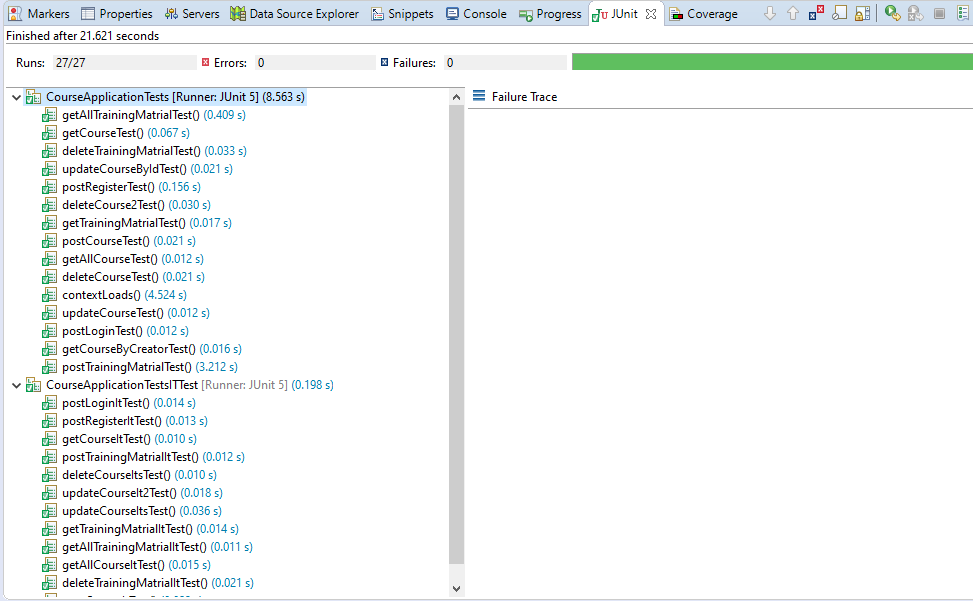 Markers Properties Servers Data Source Explorer Snippets Console Progress JUnit Coverage
Finished after 21.621 seconds
Runs: 27/27 Errors: 0 Failures: 0
CourseApplicationTests [Runner: JUnit 5] (8.563 s)
Failure Trace
getAllTrainingMatrialTest() (0.409 s)
getCourseTest() (0.067 s)
deleteTrainingMatrialTest() (0.033 s)
updateCourseByIdTest() (0.021 s)
postRegisterTest() (0.156 s)
deleteCourse2Test() (0.030 s)
getTrainingMatrialTest() (0.017 s)
postCourseTest() (0.021 s)
getAllCourseTest() (0.012 s)
deleteCourseTest() (0.021 s)
contextLoads() (4.524 s)
updateCourseTest() (0.012 s)
postLoginTest() (0.012 s)
getCourseByCreatorTest() (0.016 s)
postTrainingMatrialTest() (3.212 s)
CourseApplicationTestsITTest [Runner: JUnit 5] (0.198 s)
postLoginItTest() (0.014 s)
postRegisterItTest() (0.013 s)
getCourseItTest() (0.010 s)
postTrainingMatrialItTest() (0.012 s)
deleteCourseItsTest() (0.010 s)
updateCourseIt2Test() (0.018 s)
updateCourseItsTest() (0.036 s)
getTrainingMatrialItTest() (0.014 s)
getAllTrainingMatrialItTest() (0.011 s)
getAllCourseItTest() (0.015 s)
deleteTrainingMatrialItTest() (0.021 s)